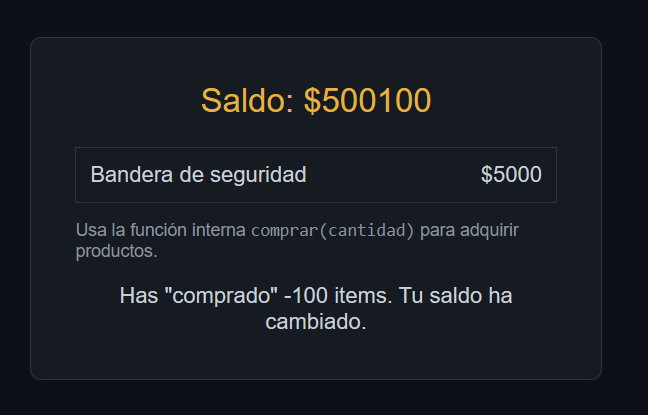 Saldo: $500100
Bandera de seguridad $5000
Usa la función interna comprar(cantidad) para adquirir
productos.
Has "comprado" -100 items. Tu saldo ha
cambiado.